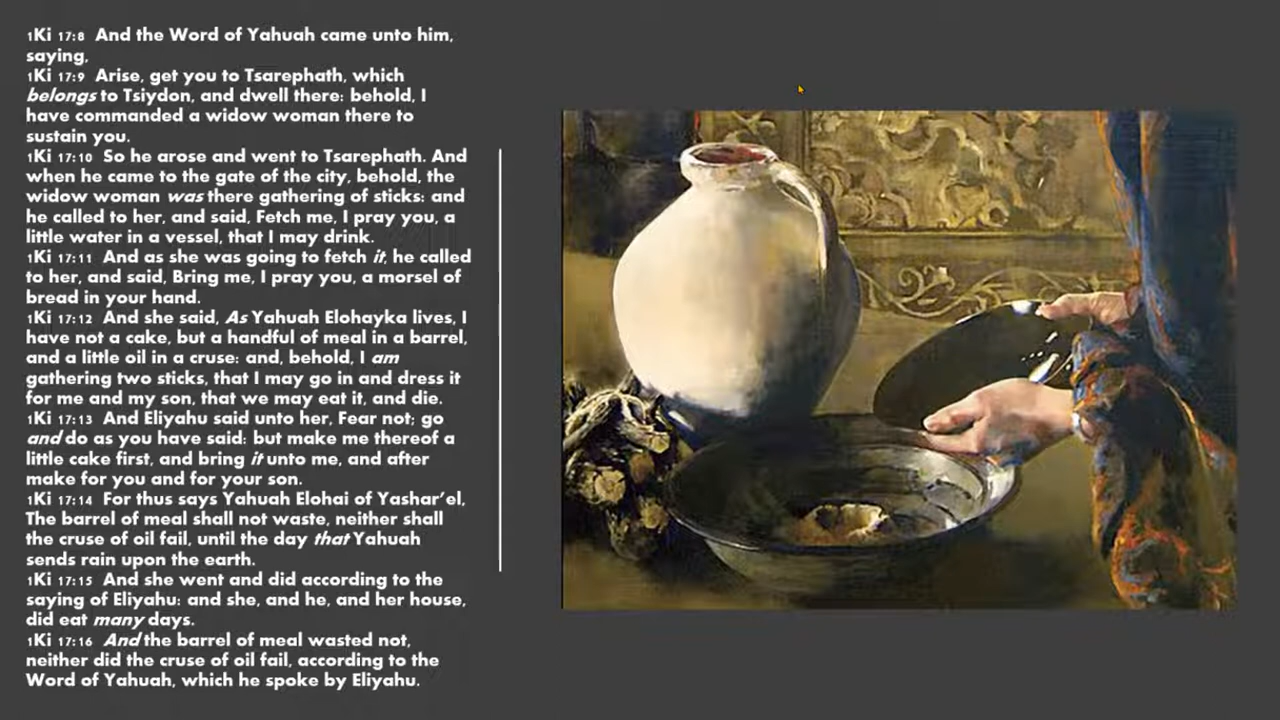 1Ki 17:8 And the Word of Yahuah came unto him,
saying,
1Ki 17:9 Arise, get you to Tsarephath, which
belongs to Tsiydon, and dwell there: behold, I
have commanded a widow woman there to
sustain you.
1Ki 17:10 So he arose and went to Tsarephath. And
when he came to the gate of the city, behold, the
widow woman was there gathering of sticks: and
he called to her, and said, Fetch me, I pray you, a
little water in a vessel, that I may drink.
1Ki 17:11 And as she was going to fetch it, he called
to her, and said, Bring me, I pray you, a morsel of
bread in your hand.
1Ki 17:12 And she said, As Yahuah Elohayka lives, I
have not a cake, but a handful of meal in a barrel,
and a little oil in a cruse: and, behold, I am
gathering two sticks, that I may go in and dress it
for me and my son, that we may eat it, and die.
1Ki 17:13 And Eliyahu said unto her, Fear not; go
and do as you have said: but make me thereof a
little cake first, and bring it unto me, and after
make for you and for your son.
1Ki 17:14 For thus says Yahuah Elohai of Yashar’el,
The barrel of meal shall not waste, neither shall
the cruse of oil fail, until the day that Yahuah
sends rain upon the earth.
1Ki 17:15 And she went and did according to the
saying of Eliyahu: and she, and he, and her house,
did eat many days.
1Ki 17:16 And the barrel of meal wasted not,
neither did the cruse of oil fail, according to the
Word of Yahuah, which he spoke by Eliyahu.